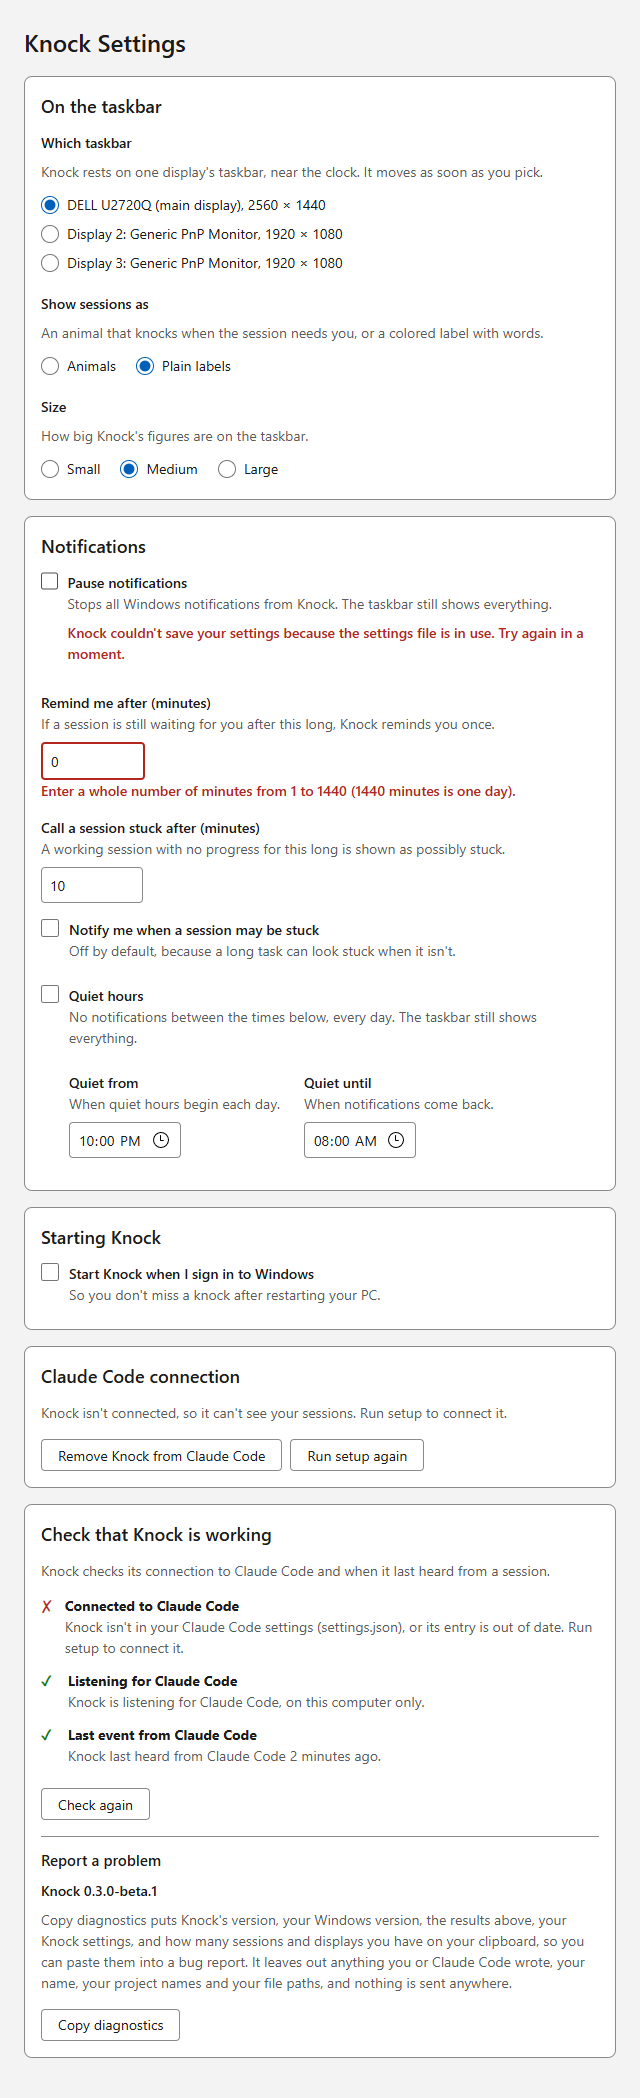 Knock Settings
On the taskbar
Which taskbar
Knock rests on one display's taskbar, near the clock. It moves as soon as you pick.
DELL U2720Q (main display), 2560 × 1440
Display 2: Generic PnP Monitor, 1920 × 1080
Display 3: Generic PnP Monitor, 1920 × 1080
Show sessions as
An animal that knocks when the session needs you, or a colored label with words.
Animals Plain labels
Size
How big Knock's figures are on the taskbar.
Small Medium Large
Notifications
Pause notifications
Stops all Windows notifications from Knock. The taskbar still shows everything.
Knock couldn't save your settings because the settings file is in use. Try again in a
moment.
Remind me after (minutes)
If a session is still waiting for you after this long, Knock reminds you once.
0
Enter a whole number of minutes from 1 to 1440 (1440 minutes is one day).
Call a session stuck after (minutes)
A working session with no progress for this long is shown as possibly stuck.
10
Notify me when a session may be stuck
Off by default, because a long task can look stuck when it isn't.
Quiet hours
No notifications between the times below, every day. The taskbar still shows
everything.
Quiet from Quiet until
When quiet hours begin each day. When notifications come back.
10:00 PM 08:00 AM
Starting Knock
Start Knock when I sign in to Windows
So you don't miss a knock after restarting your PC.
Claude Code connection
Knock isn't connected, so it can't see your sessions. Run setup to connect it.
Remove Knock from Claude Code Run setup again
Check that Knock is working
Knock checks its connection to Claude Code and when it last heard from a session.
✗ Connected to Claude Code
Knock isn't in your Claude Code settings (settings.json), or its entry is out of date. Run
setup to connect it.
✓ Listening for Claude Code
Knock is listening for Claude Code, on this computer only.
✓ Last event from Claude Code
Knock last heard from Claude Code 2 minutes ago.
Check again
Report a problem
Knock 0.3.0-beta.1
Copy diagnostics puts Knock's version, your Windows version, the results above, your
Knock settings, and how many sessions and displays you have on your clipboard, so you
can paste them into a bug report. It leaves out anything you or Claude Code wrote, your
name, your project names and your file paths, and nothing is sent anywhere.
Copy diagnostics